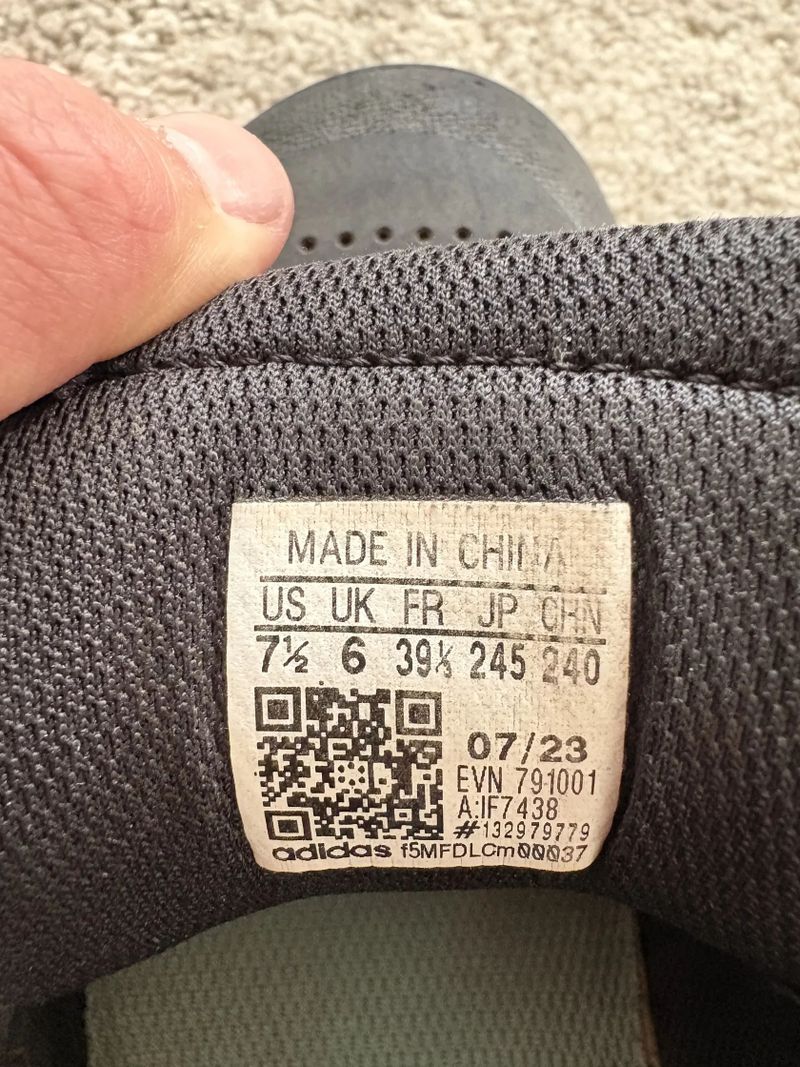 MADE IN CHINA
US UK FR JP CHN
7½ 6 39⅓ 245 240
07/23
EVN 791001
A:IF7438
#132979779
adidas f5MFDLCm00037